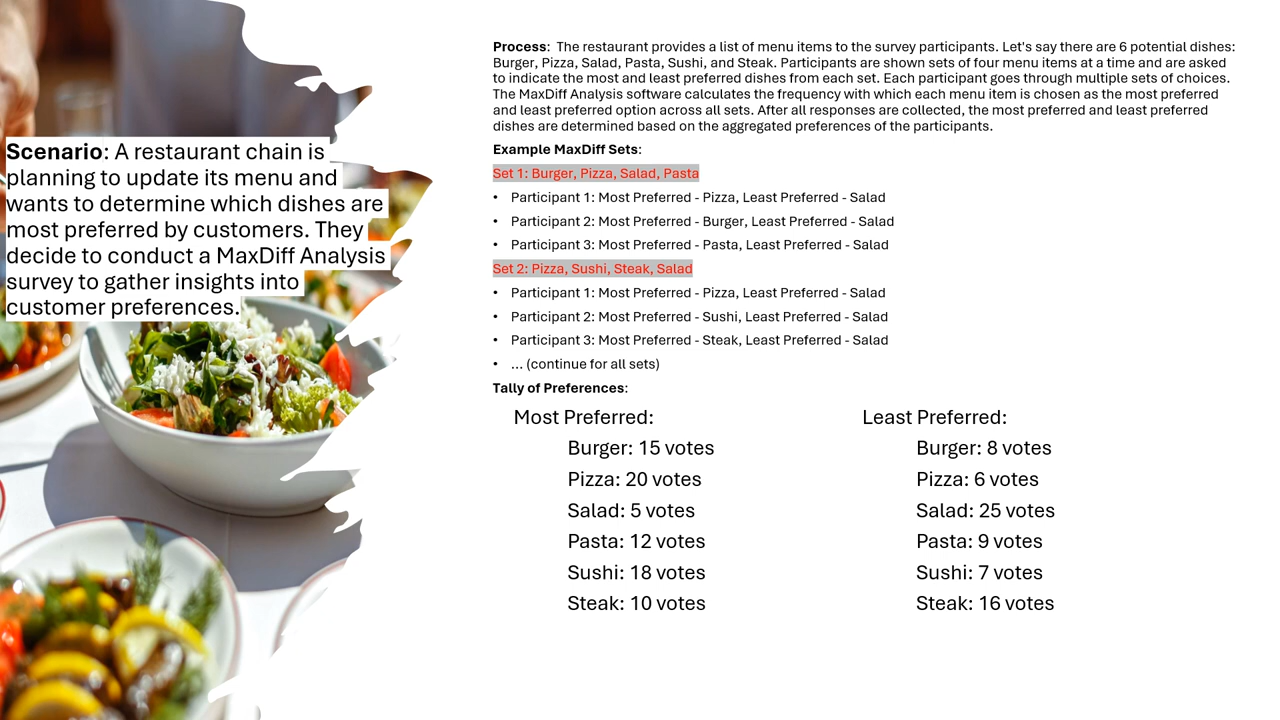 Scenario: A restaurant chain is
planning to update its menu and
wants to determine which dishes are
most preferred by customers. They
decide to conduct a MaxDiff Analysis
survey to gather insights into
customer preferences.
Process:  The restaurant provides a list of menu items to the survey participants. Let's say there are 6 potential dishes:
Burger, Pizza, Salad, Pasta, Sushi, and Steak. Participants are shown sets of four menu items at a time and are asked
to indicate the most and least preferred dishes from each set. Each participant goes through multiple sets of choices.
The MaxDiff Analysis software calculates the frequency with which each menu item is chosen as the most preferred
and least preferred option across all sets. After all responses are collected, the most preferred and least preferred
dishes are determined based on the aggregated preferences of the participants.
Example MaxDiff Sets:
Set 1: Burger, Pizza, Salad, Pasta
• Participant 1: Most Preferred - Pizza, Least Preferred - Salad
• Participant 2: Most Preferred - Burger, Least Preferred - Salad
• Participant 3: Most Preferred - Pasta, Least Preferred - Salad
Set 2: Pizza, Sushi, Steak, Salad
• Participant 1: Most Preferred - Pizza, Least Preferred - Salad
• Participant 2: Most Preferred - Sushi, Least Preferred - Salad
• Participant 3: Most Preferred - Steak, Least Preferred - Salad
• ... (continue for all sets)
Tally of Preferences:
Most Preferred:
Burger: 15 votes
Pizza: 20 votes
Salad: 5 votes
Pasta: 12 votes
Sushi: 18 votes
Steak: 10 votes
Least Preferred:
Burger: 8 votes
Pizza: 6 votes
Salad: 25 votes
Pasta: 9 votes
Sushi: 7 votes
Steak: 16 votes